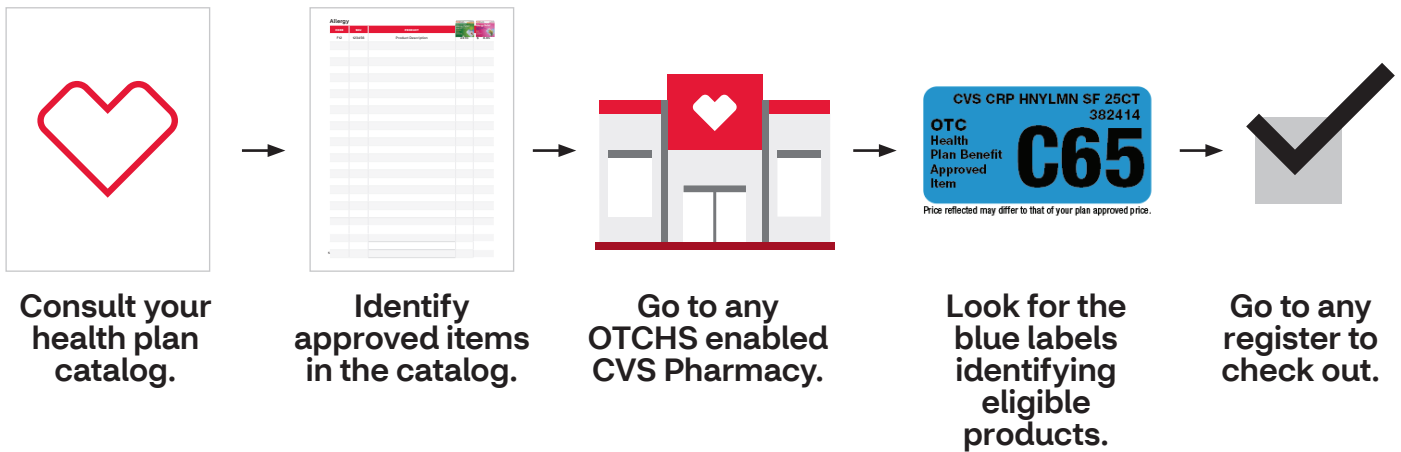 Allergy
Product Description
CVS CRP HNYLMN SF 25CT
382414
OTC
Health
Plan Benefit
Approved
Item
C65
Price reflected may differ to that of your plan approved price.
Consult your
health plan
catalog.
Identify
approved items
in the catalog.
Go to any
OTCHS enabled
CVS Pharmacy.
Look for the
blue labels
identifying
eligible
products.
Go to any
register to
check out.